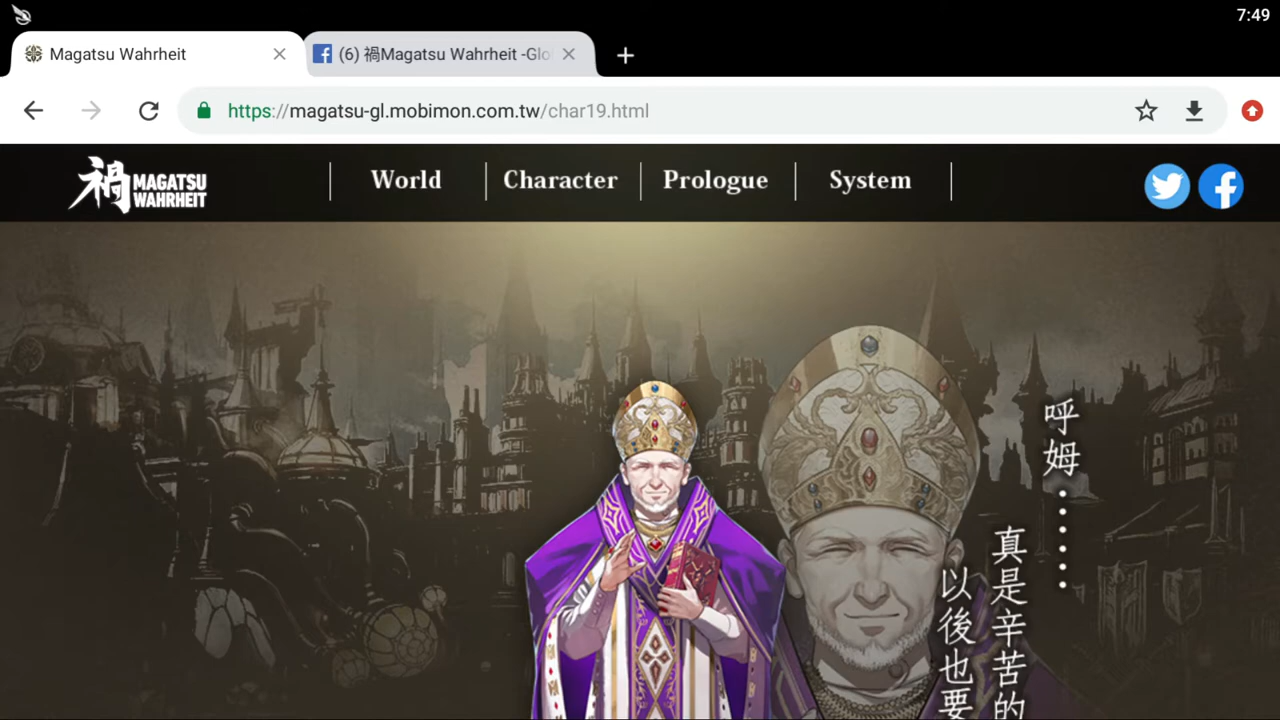 7:49
Magatsu Wahrheit
(6) 禍Magatsu Wahrheit -Glo
https://magatsu-gl.mobimon.com.tw/char19.html
禍 MAGATSU
WAHRHEIT
World
Character
Prologue
System
呼姆……
真是辛苦的
以後也要